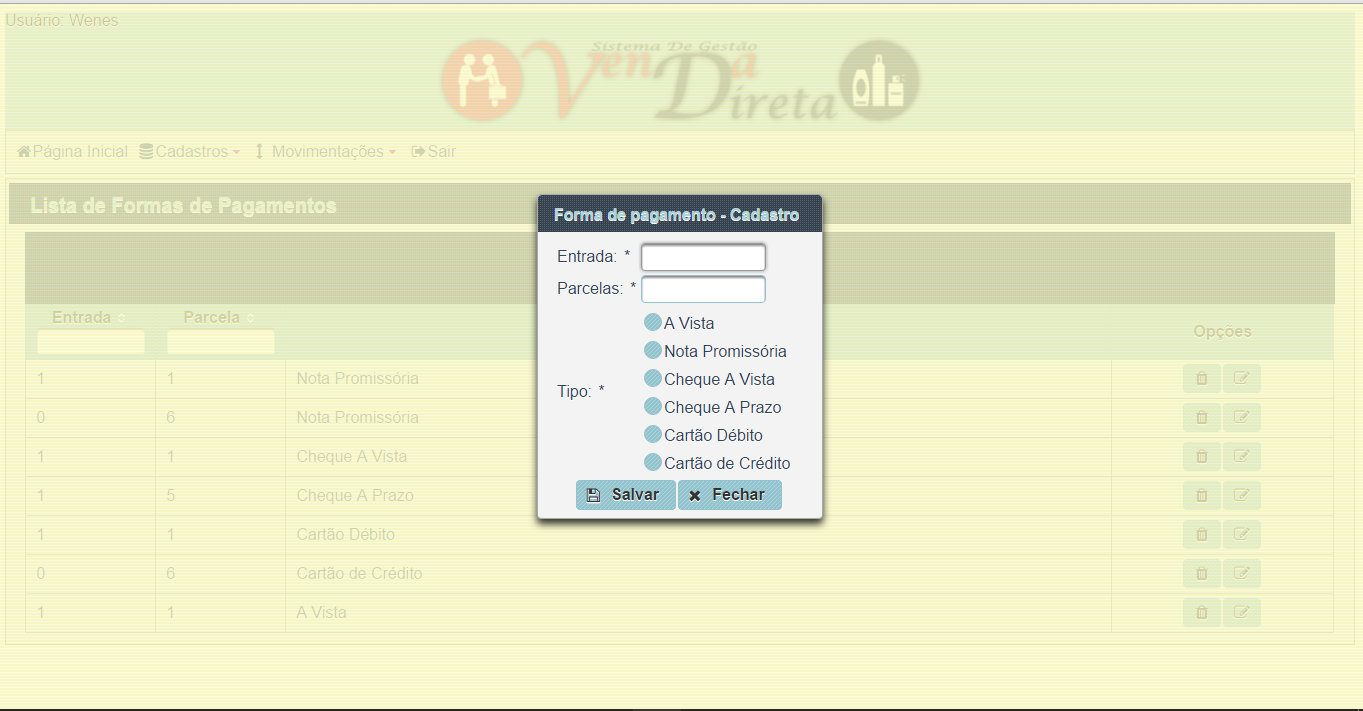 Usuário: Wenes
Sistema De Gestão
VenDa
Direta
Página Inicial Cadastros Movimentações Sair
Lista de Formas de Pagamentos
Forma de pagamento - Cadastro
Entrada: *
Parcelas: *
Tipo: *
A Vista
Nota Promissória
Cheque A Vista
Cheque A Prazo
Cartão Débito
Cartão de Crédito
Salvar Fechar
Entrada Parcela Opções
1 1 Nota Promissória
0 6 Nota Promissória
1 1 Cheque A Vista
1 5 Cheque A Prazo
1 1 Cartão Débito
0 6 Cartão de Crédito
1 1 A Vista